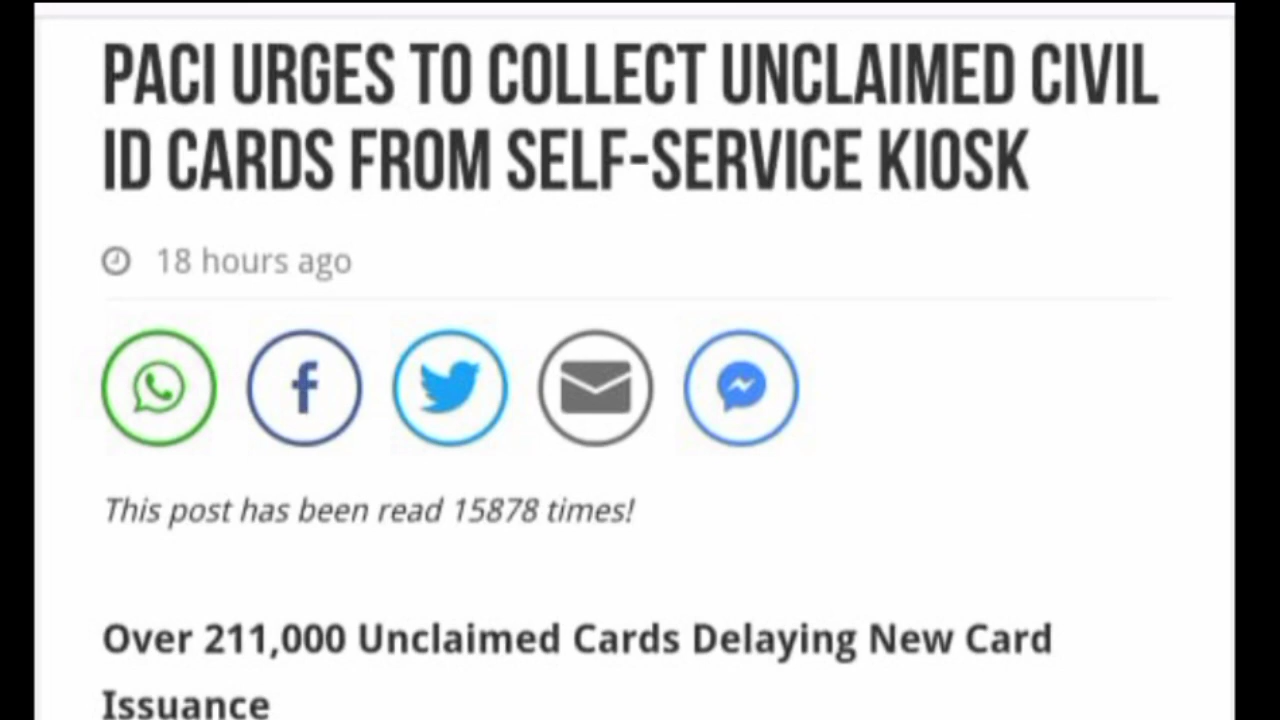 PACI URGES TO COLLECT UNCLAIMED CIVIL
ID CARDS FROM SELF-SERVICE KIOSK
18 hours ago
This post has been read 15878 times!
Over 211,000 Unclaimed Cards Delaying New Card
Issuance